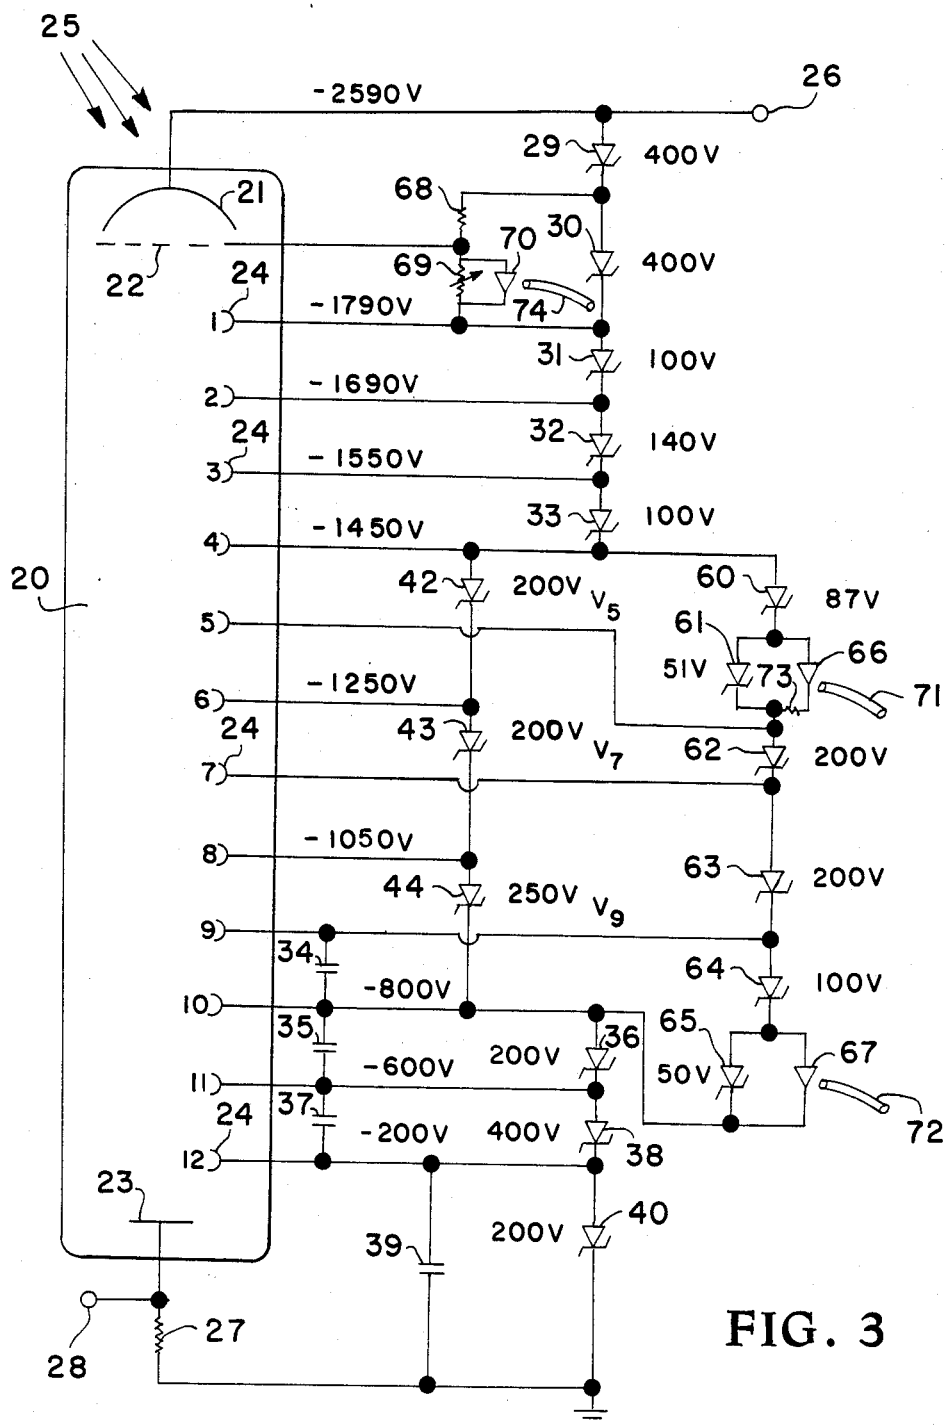 25
-2590V
26
29
400V
21
68
30
70
22
24
69
400V
74
1
-1790V
31
100V
2
-1690V
24
32
140V
3
-1550V
33
100V
4
-1450V
20
42
200V
V5
60
87V
61
5
66
51V
73
71
6
-1250V
43
200V
24
V7
62
200V
7
8
-1050V
44
250V
63
200V
V9
9
34
64
100V
10
-800V
35
36
65
67
200V
50V
11
-600V
37
72
24
-200V
400V
38
12
23
40
200V
39
27
28
FIG. 3